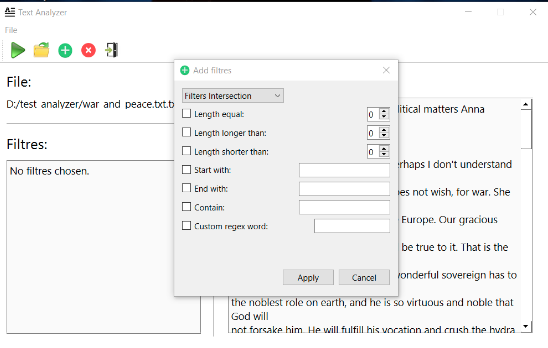 Text Analyzer
File
File:
D:/test analyzer/war and peace.txt.tx
Filtres:
No filtres chosen.
Add filtres
Filters Intersection
Length equal:
0
Length longer than:
0
Length shorter than:
0
Start with:
End with:
Contain:
Custom regex word:
Apply
Cancel
litical matters Anna
erhaps I don't understand
es not wish, for war. She
Europe. Our gracious
be true to it. That is the
wonderful sovereign has to
the noblest role on earth, and he is so virtuous and noble that
God will
not forsake him. He will fulfill his vocation and crush the hydra